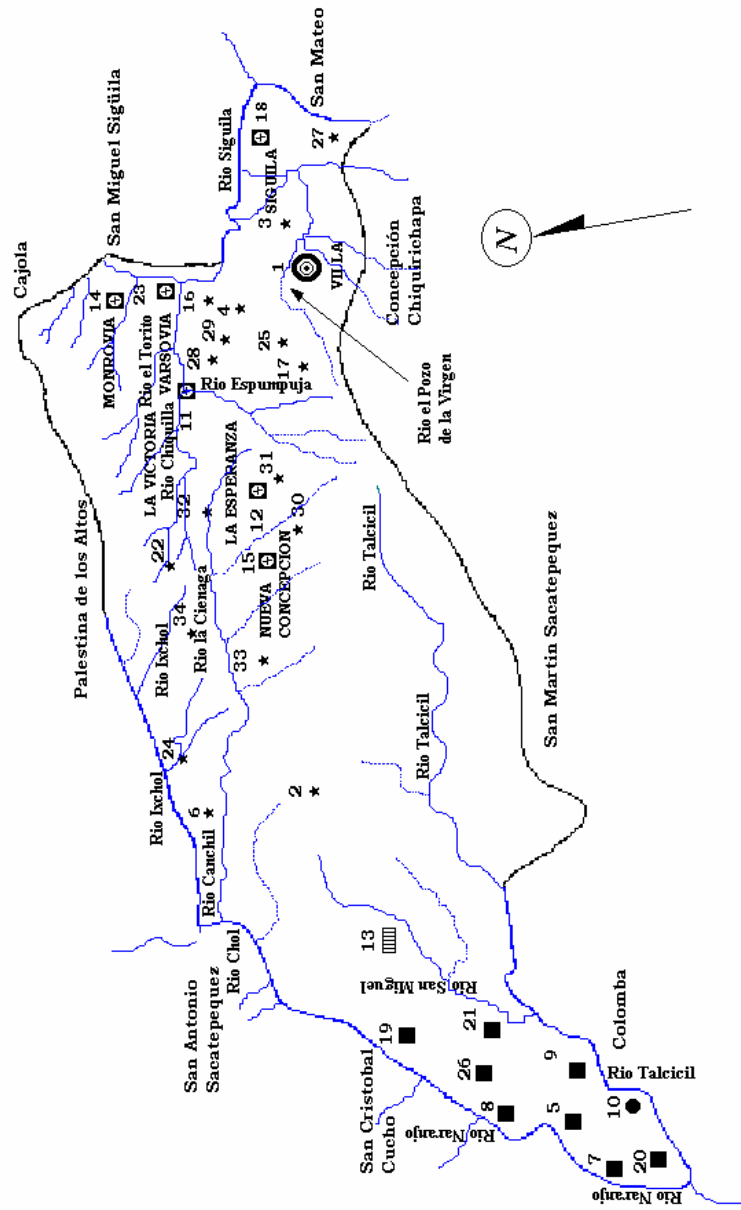 Cajola
San Miguel Sigüila
San Mateo
Palestina de los Altos
14
MONROVIA
23
Rio el Torito
VARSOVIA
16
Rio Siguila
18
SIGUILA
3
27
1
VILLA
Concepción
Chiquirichapa
N
4
29
28
25
17
Rio Espumpuja
11
LA VICTORIA
Rio Chiquilla
Rio el Pozo
de la Virgen
32
22
LA ESPERANZA
12
31
30
15
NUEVA
CONCEPCION
34
Rio Ixchol
Rio la Cienaga
33
Rio Talcicil
Rio Talcicil
San Martin Sacatepequez
24
Rio Ixchol
6
Rio Canchil
2
San Antonio
Sacatepequez
Rio Chol
13
Rio San Miguel
19
21
San Cristobal
Cucho
26
8
Rio Naranjo
9
5
Colomba
Rio Talcicil
10
7
20
Rio Naranjo